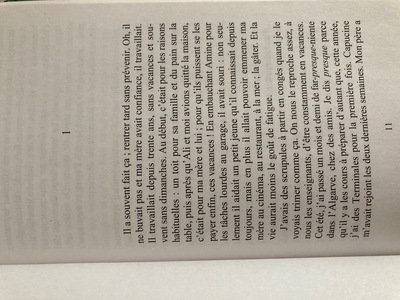 1
Il a souvent fait ça ; rentrer tard sans prévenir. Oh, il
ne buvait pas et ma mère avait confiance, il travaillait.
Il travaillait depuis trente ans, sans vacances et sou-
vent sans dimanches. Au début, c'était pour les raisons
habituelles : un toit pour sa famille et du pain sur la
table, puis après qu'Ali et moi avions quitté la maison,
c'était pour ma mère et lui ; pour qu'ils puissent se les
payer enfin, ces vacances ! En embauchant Amine pour
les tâches lourdes au garage, il avait souri : non seu-
lement il aidait un petit jeune qu'il connaissait depuis
toujours, mais en plus il allait pouvoir emmener ma
mère au cinéma, au restaurant, à la mer ; la gâter. Et la
vie aurait moins le goût de fatigue.
J'avais des scrupules à partir en congés quand je le
voyais trimer comme ça. On nous reproche assez, à
nous les enseignants, d'être constamment en vacances.
Cet été, j'ai passé un mois et demi de far-presque-niente
dans l'Algarve, chez des amis. Je dis presque parce
qu'il y a les cours à préparer d'autant que, cette année,
j'ai des Terminales pour la première fois. Capucine
m'avait rejoint les deux dernières semaines. Mon père a
11